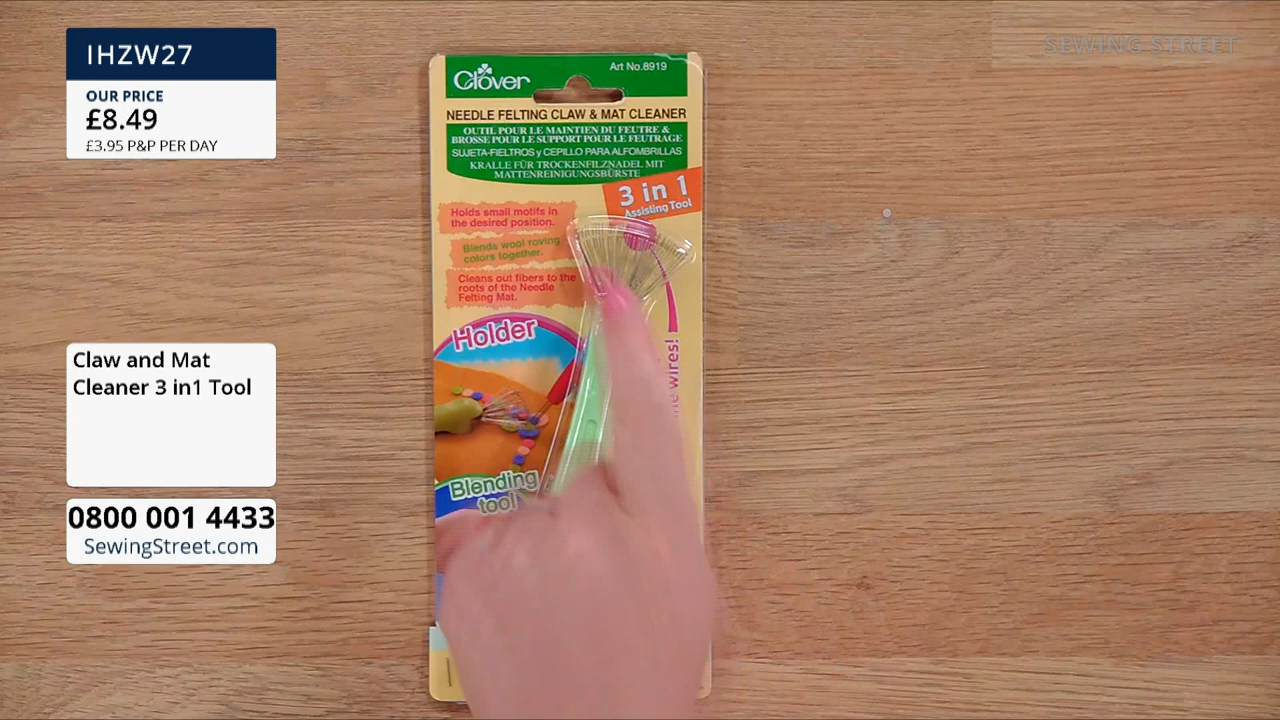 IHZW27
OUR PRICE
£8.49
£3.95 P&P PER DAY
Claw and Mat
Cleaner 3 in1 Tool
0800 001 4433
SewingStreet.com
SEWING STREET
Clover
Art No.8919
NEEDLE FELTING CLAW & MAT CLEANER
OUTIL POUR LE MAINTIEN DU FEUTRE &
BROSSE POUR LE SUPPORT POUR LE FEUTRAGE
SUJETA-FIELTROS y CEPILLO PARA ALFOMBRILLAS
KRALLE FÜR TROCKENFILZNADEL MIT
MATTENREINIGUNGSBÜRSTE
3 in 1
Assisting Tool
Holds small motifs in
the desired position.
Blends wool roving
colors together.
Cleans out fibers to the
roots of the Needle
Felting Mat.
Holder
wires!
Blending
tool